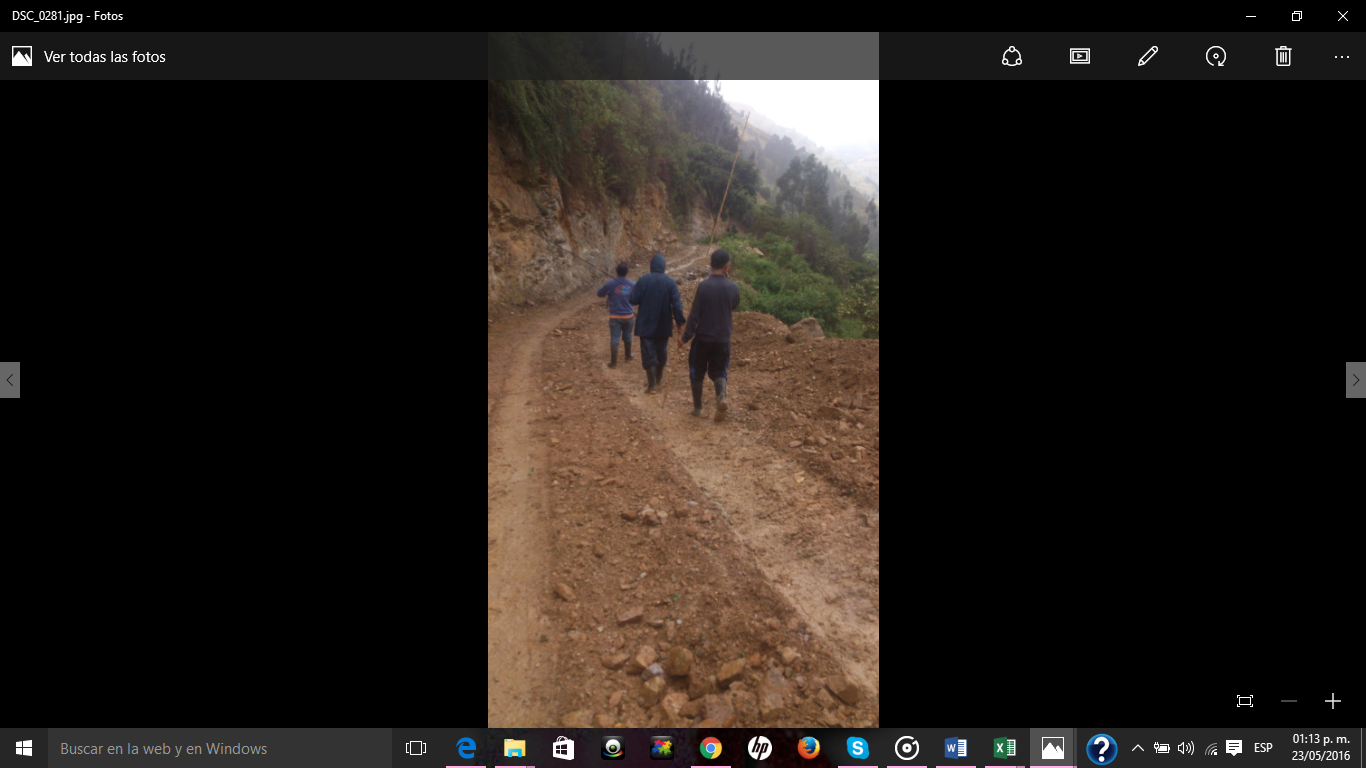 DSC_0281.jpg - Fotos
Ver todas las fotos
Buscar en la web y en Windows
hp
ESP
01:13 p. m.
23/05/2016